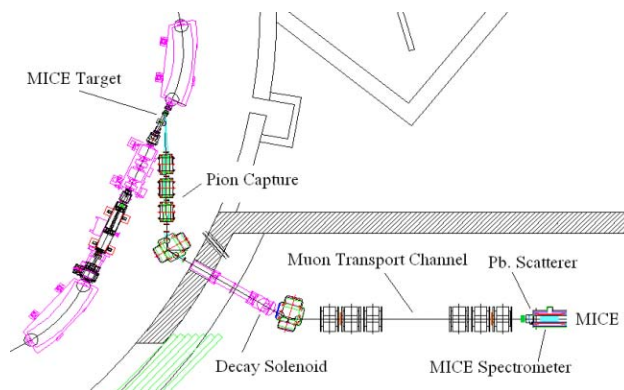 MICE Target
Pion Capture
Muon Transport Channel
Pb. Scatterer
MICE
Decay Solenoid
MICE Spectrometer